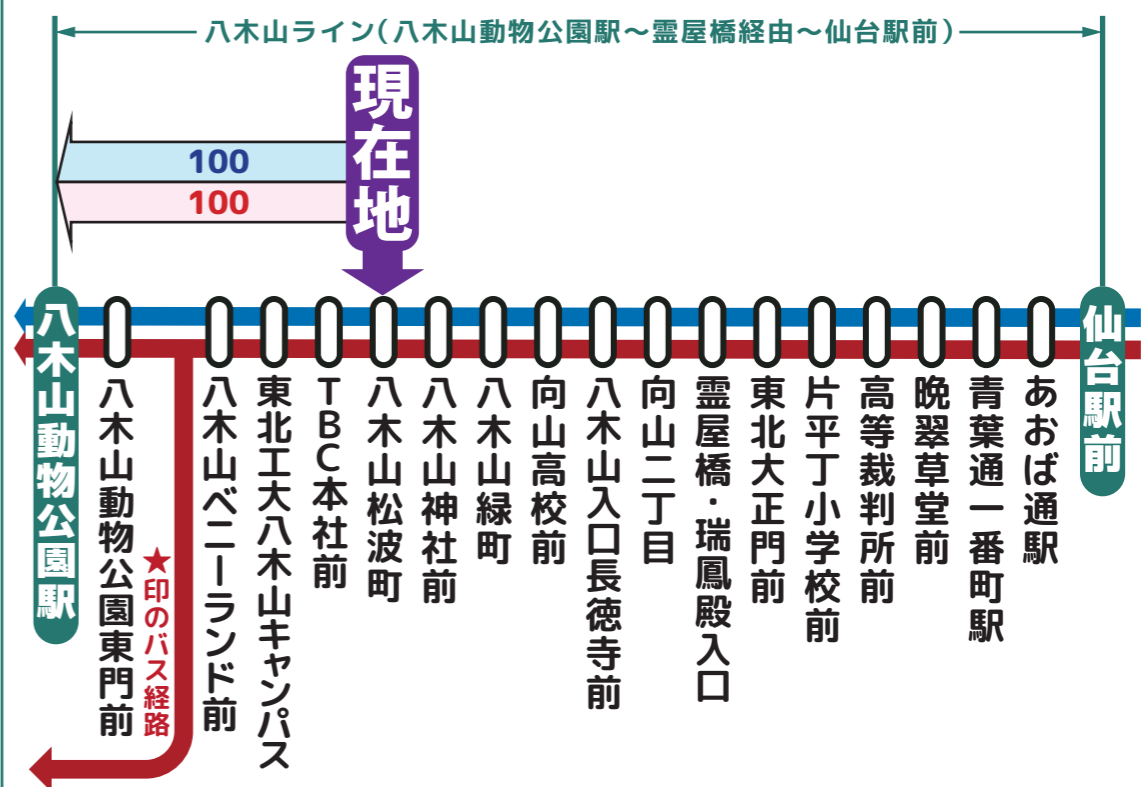 八木山ライン(八木山動物公園駅～霊屋橋経由～仙台駅前)
現在地
100
100
八木山動物公園駅
八木山動物公園東門前
★印のバス経路
八木山ベニーランド前
東北工大八木山キャンパス
TBC本社前
八木山松波町
八木山神社前
八木山緑町
向山高校前
八木山入口長徳寺前
向山二丁目
霊屋橋・瑞鳳殿入口
東北大正門前
片平丁小学校前
高等裁判所前
晩翠草堂前
青葉通一番町駅
あおば通駅
仙台駅前